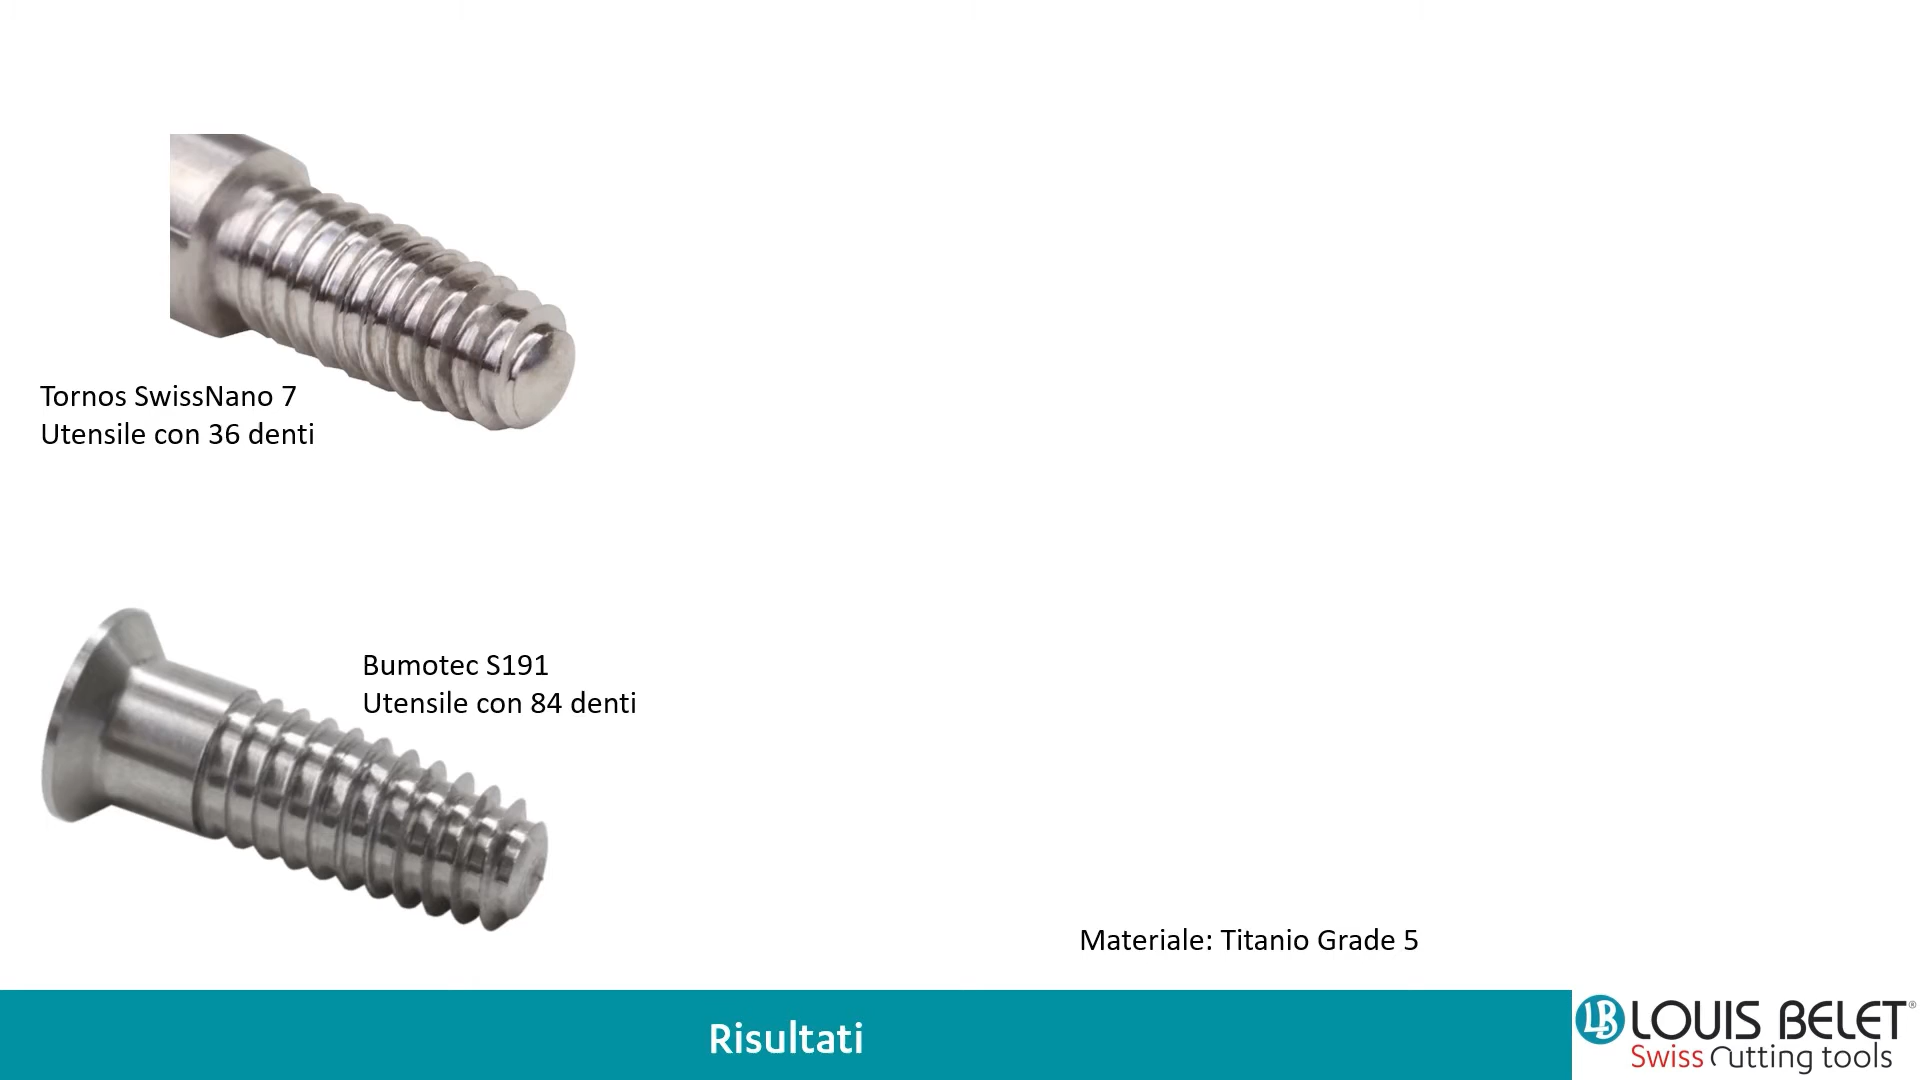 Tornos SwissNano 7
Utensile con 36 denti
Bumotec S191
Utensile con 84 denti
Materiale: Titanio Grade 5
Risultati
LB LOUIS BELET®
Swiss Cutting tools